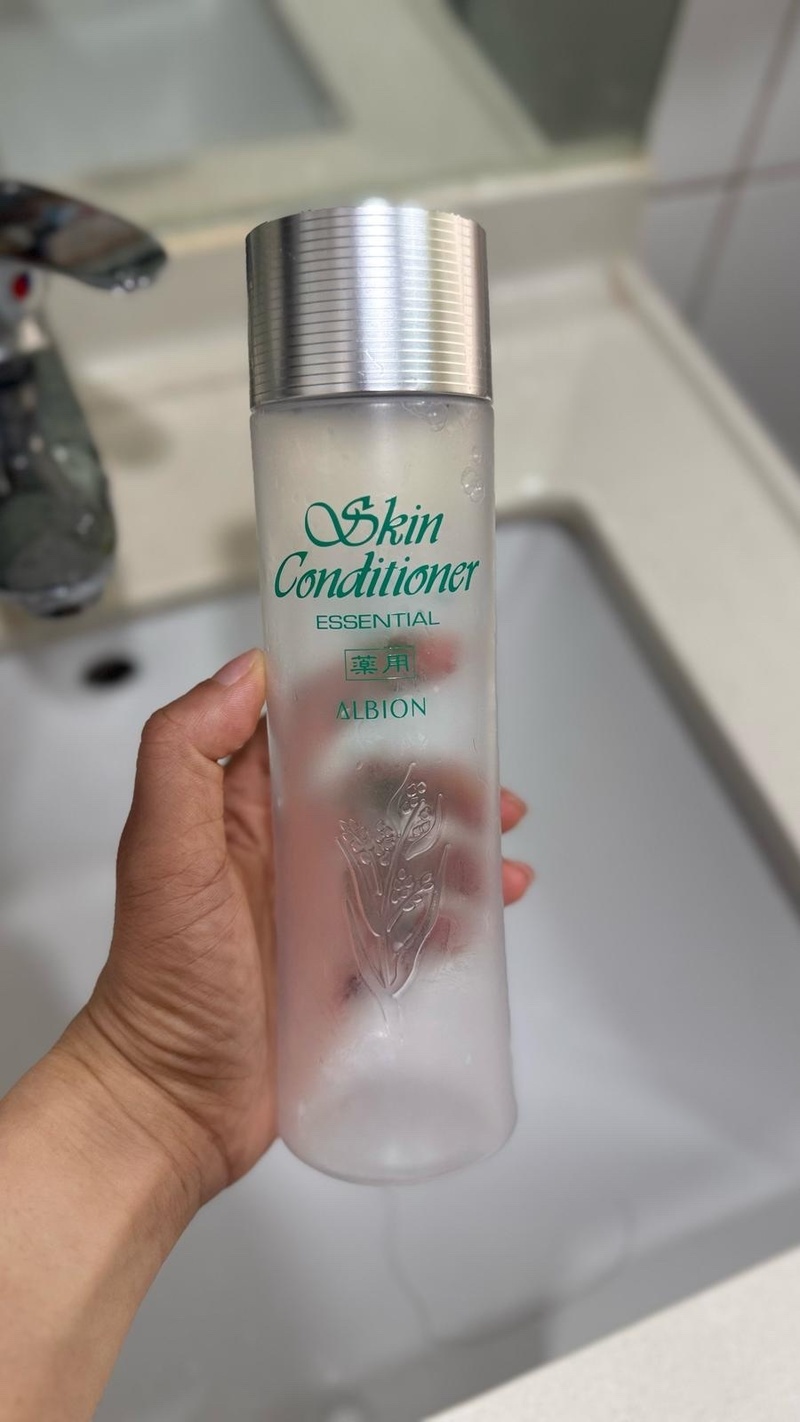 Skin
Conditioner
ESSENTIAL
薬用
ALBION